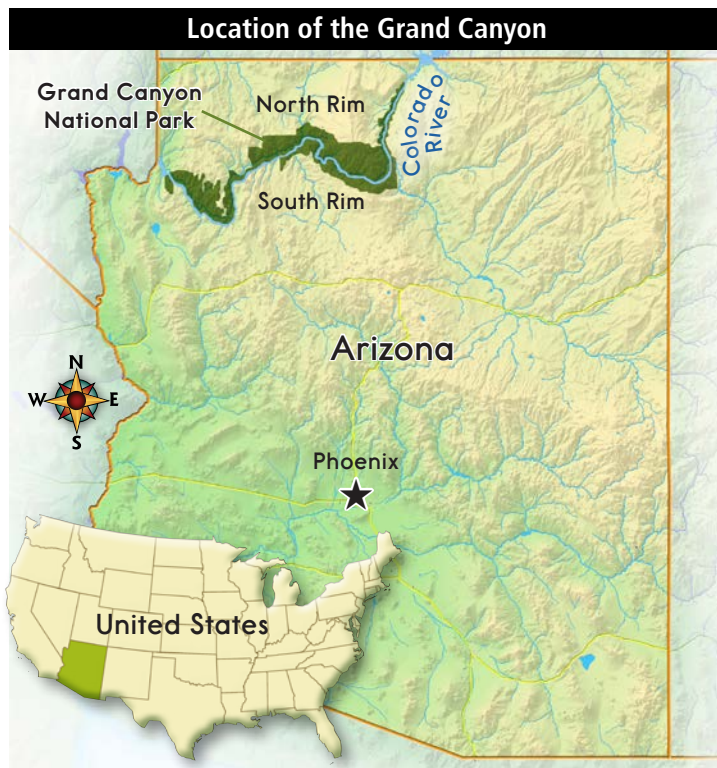 Location of the Grand Canyon
Grand Canyon
National Park
North Rim
Colorado
River
South Rim
Arizona
N
W
E
S
Phoenix
United States